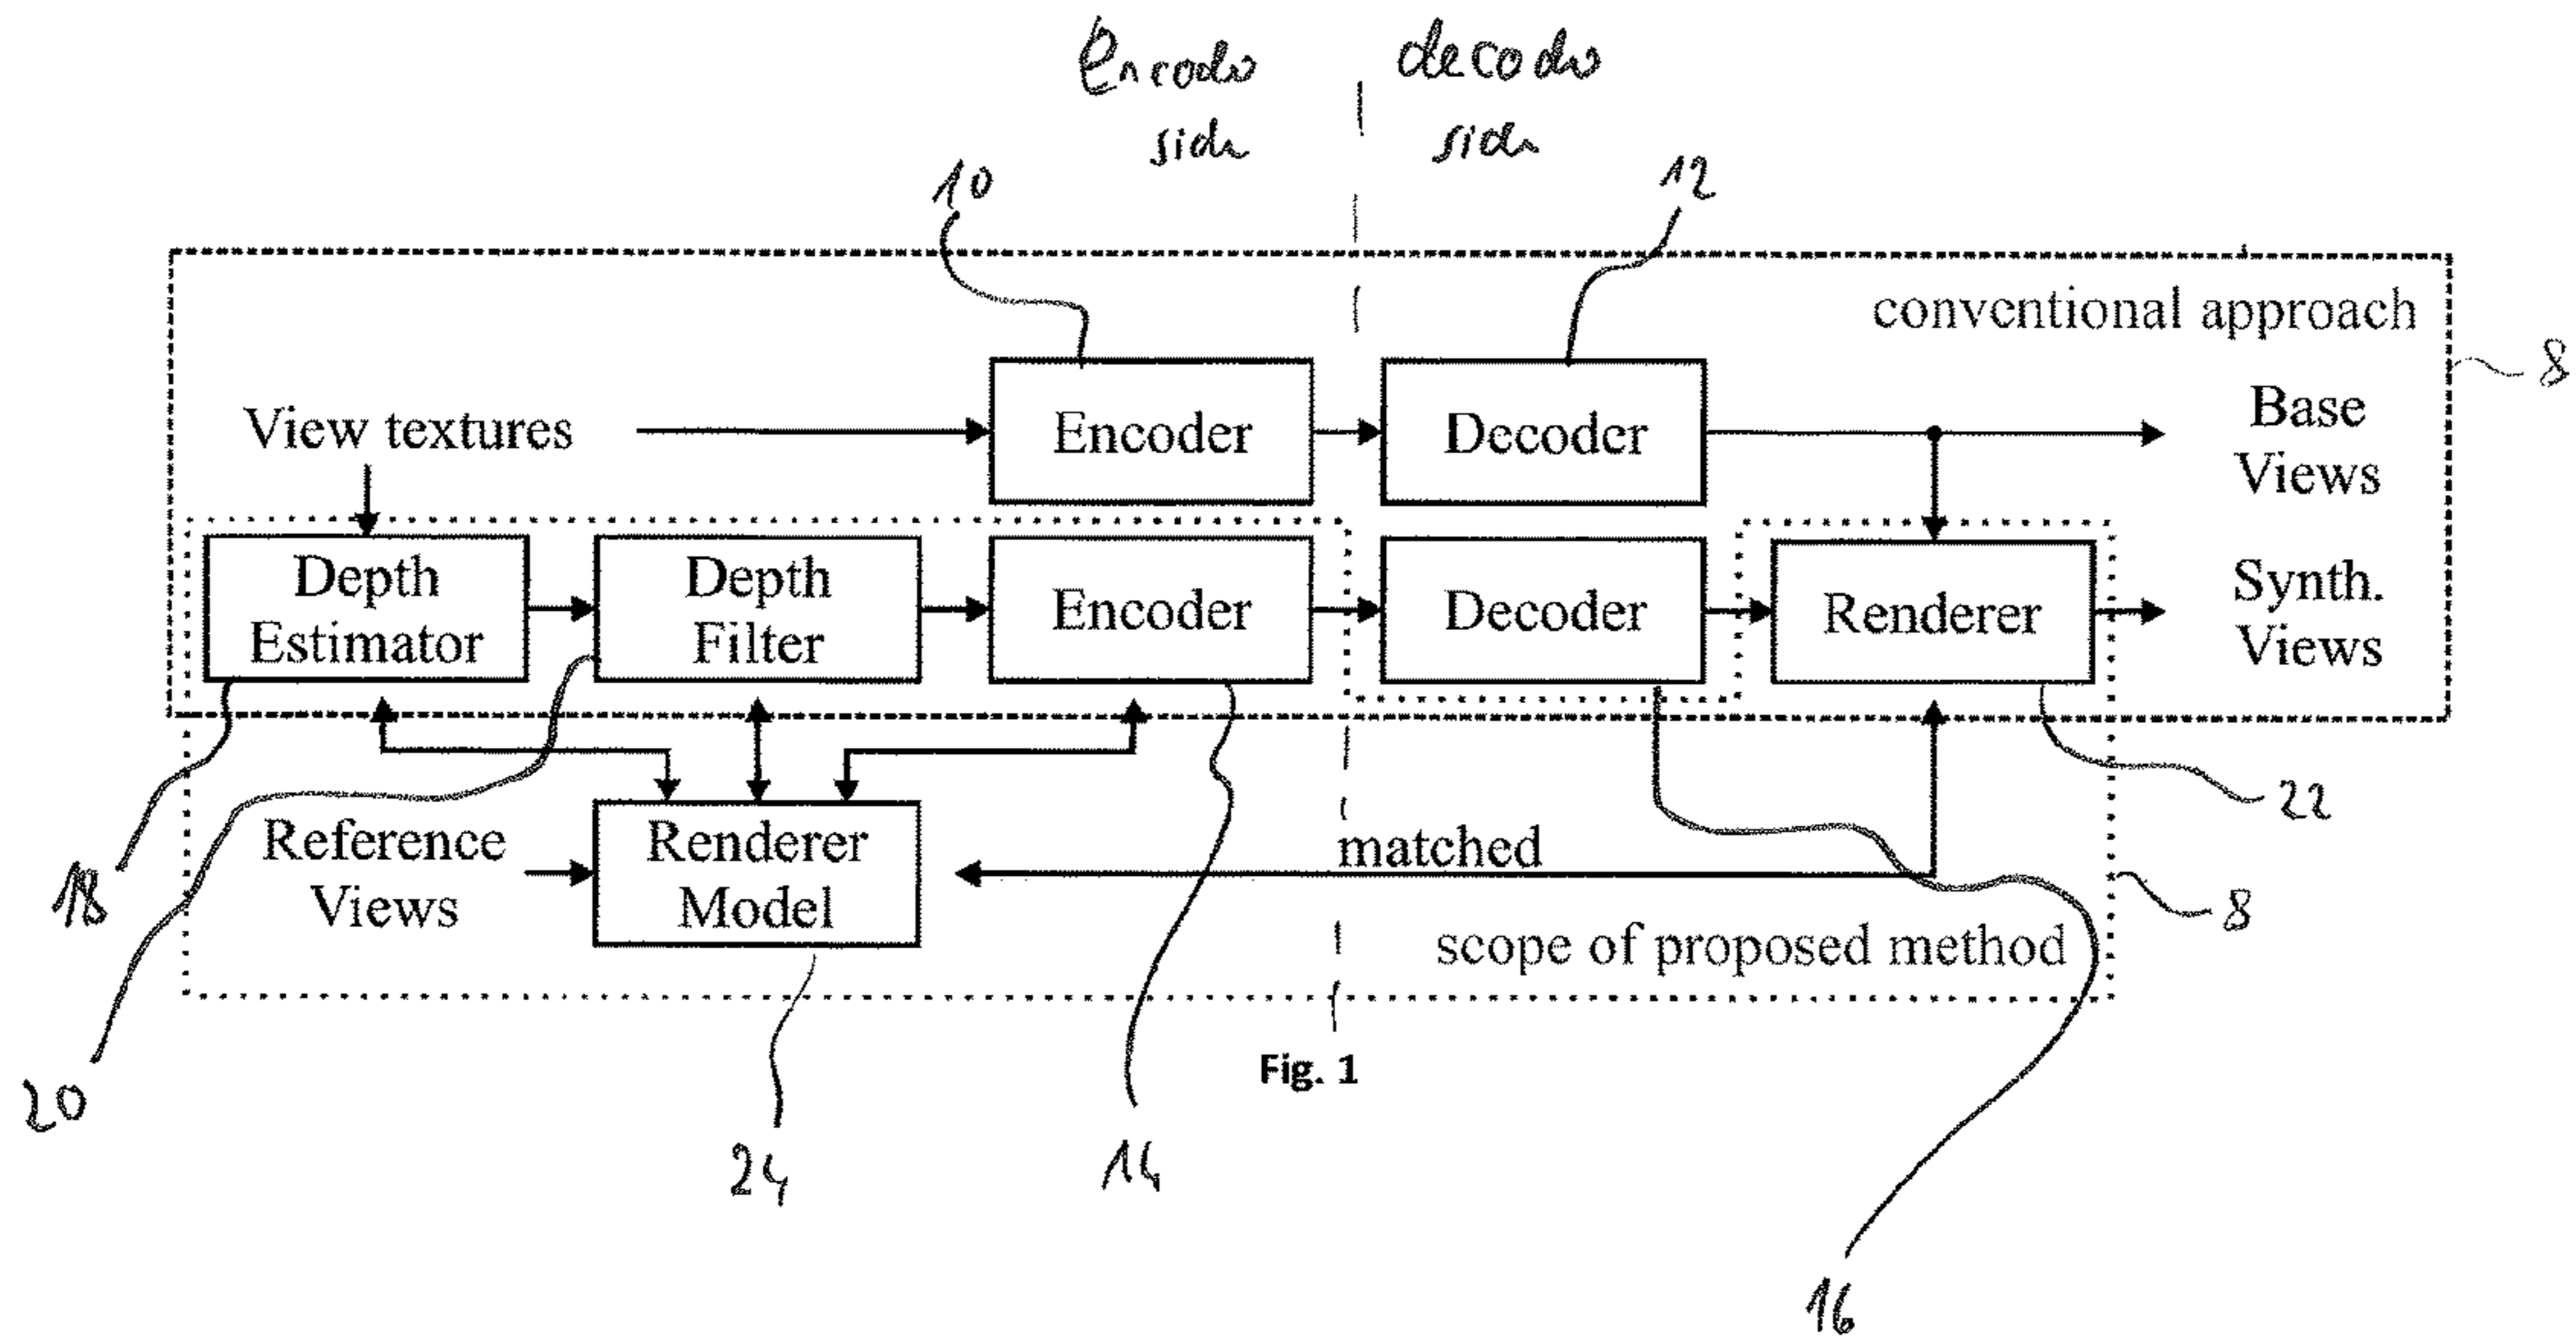 Encoder decoder
side side
10
12
conventional approach
8
View textures
Encoder
Decoder
Base
Views
Depth
Estimator
Depth
Filter
Encoder
Decoder
Renderer
Synth.
Views
22
18
Reference
Views
Renderer
Model
matched
8
scope of proposed method
20
Fig. 1
24
14
16